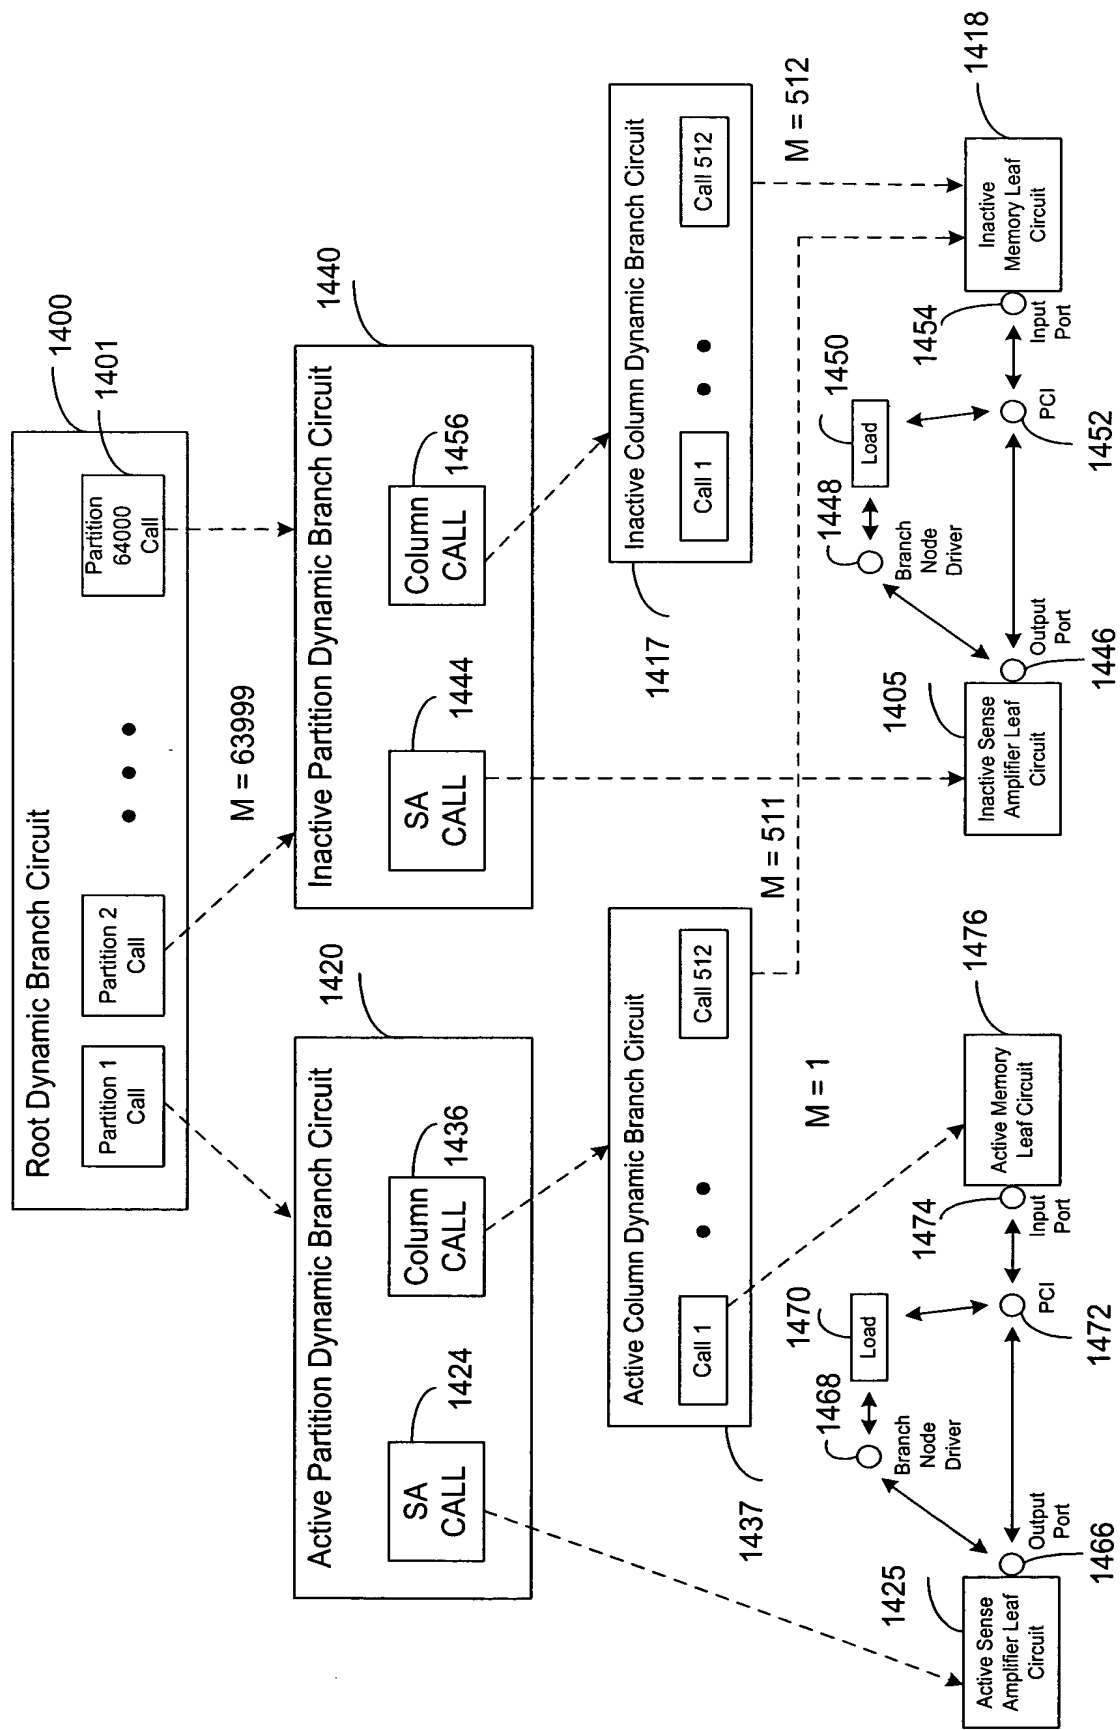 Root Dynamic Branch Circuit
1400
1401
Partition 1
Call
Partition 2
Call
Partition
64000
Call
M = 63999
1420
1440
Active Partition Dynamic Branch Circuit
SA
CALL
1424
Column
CALL
1436
Inactive Partition Dynamic Branch Circuit
SA
CALL
1444
Column
CALL
1456
Active Column Dynamic Branch Circuit
Call 1
Call 512
1437
Inactive Column Dynamic Branch Circuit
Call 1
Call 512
1417
M = 511
M = 512
M = 1
1425
Active Sense
Amplifier Leaf
Circuit
1466
Output
Port
1468
Branch
Node
Driver
1470
Load
PCI
1472
1474
Input
Port
Active Memory
Leaf Circuit
1476
1405
Inactive Sense
Amplifier Leaf
Circuit
1446
Output
Port
1448
Branch
Node
Driver
1450
Load
PCI
1452
1454
Input
Port
Inactive
Memory Leaf
Circuit
1418